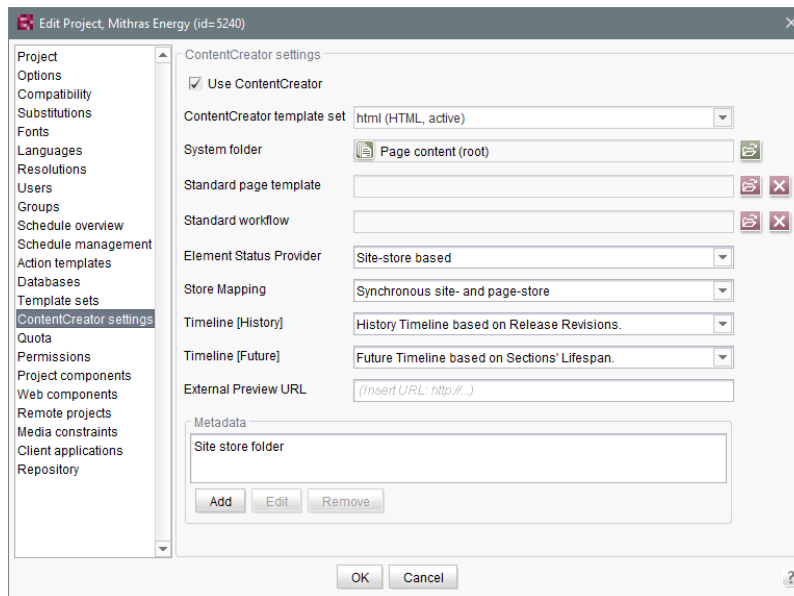 Edit Project, Mithras Energy (id=5240)
Project
Options
Compatibility
Substitutions
Fonts
Languages
Resolutions
Users
Groups
Schedule overview
Schedule management
Action templates
Databases
Template sets
ContentCreator settings
Quota
Permissions
Project components
Web components
Remote projects
Media constraints
Client applications
Repository
ContentCreator settings
Use ContentCreator
ContentCreator template set html (HTML, active)
System folder Page content (root)
Standard page template
Standard workflow
Element Status Provider Site-store based
Store Mapping Synchronous site- and page-store
Timeline [History] History Timeline based on Release Revisions.
Timeline [Future] Future Timeline based on Sections' Lifespan.
External Preview URL (Insert URL: http://..)
Metadata
Site store folder
Add Edit Remove
OK Cancel ?